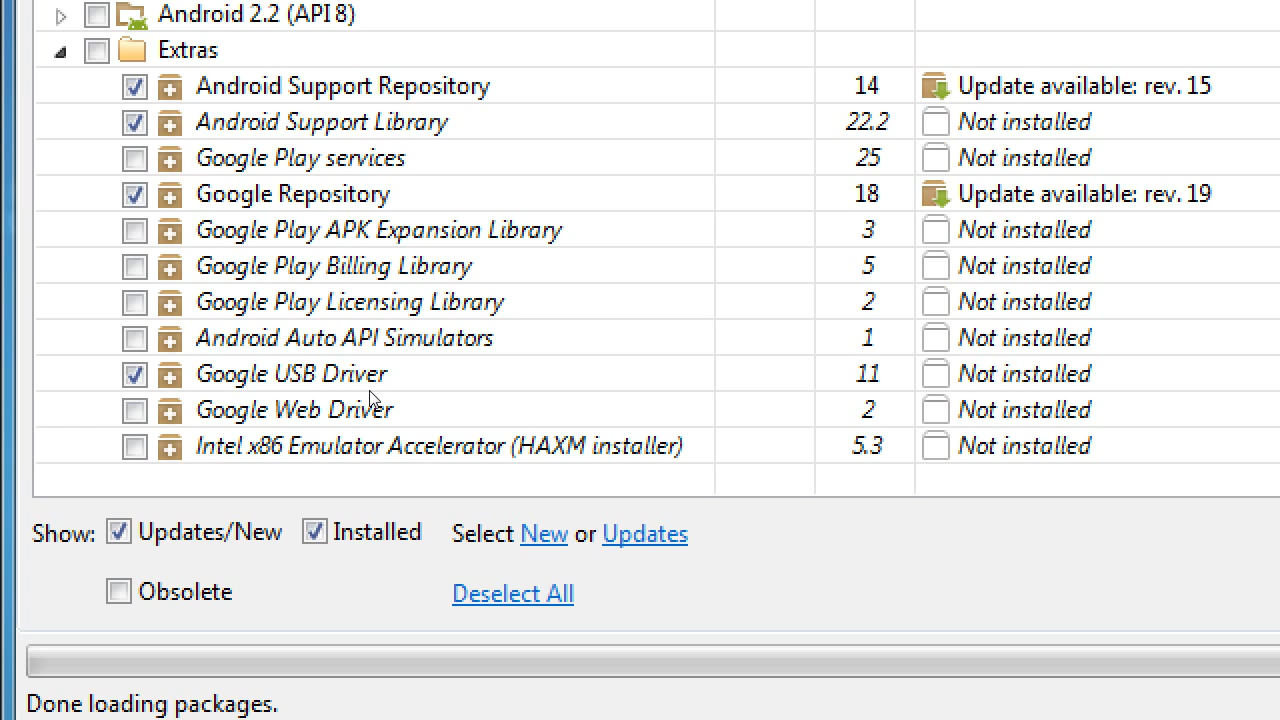 Android 2.2 (API 8)
Extras
Android Support Repository 14 Update available: rev. 15
Android Support Library 22.2 Not installed
Google Play services 25 Not installed
Google Repository 18 Update available: rev. 19
Google Play APK Expansion Library 3 Not installed
Google Play Billing Library 5 Not installed
Google Play Licensing Library 2 Not installed
Android Auto API Simulators 1 Not installed
Google USB Driver 11 Not installed
Google Web Driver 2 Not installed
Intel x86 Emulator Accelerator (HAXM installer) 5.3 Not installed
Show: Updates/New Installed Select New or Updates
Obsolete Deselect All
Done loading packages.